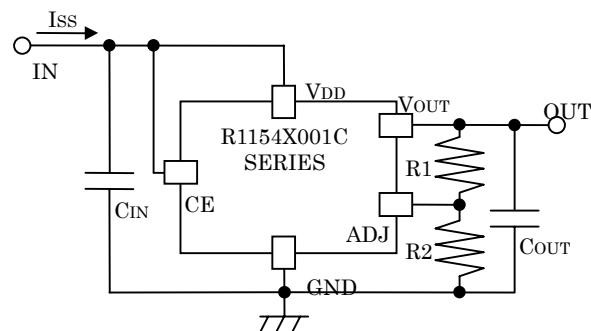 ISS
IN
VDD
VOUT
OUT
R1154X001C
SERIES
R1
CIN
CE
ADJ
R2
COUT
GND